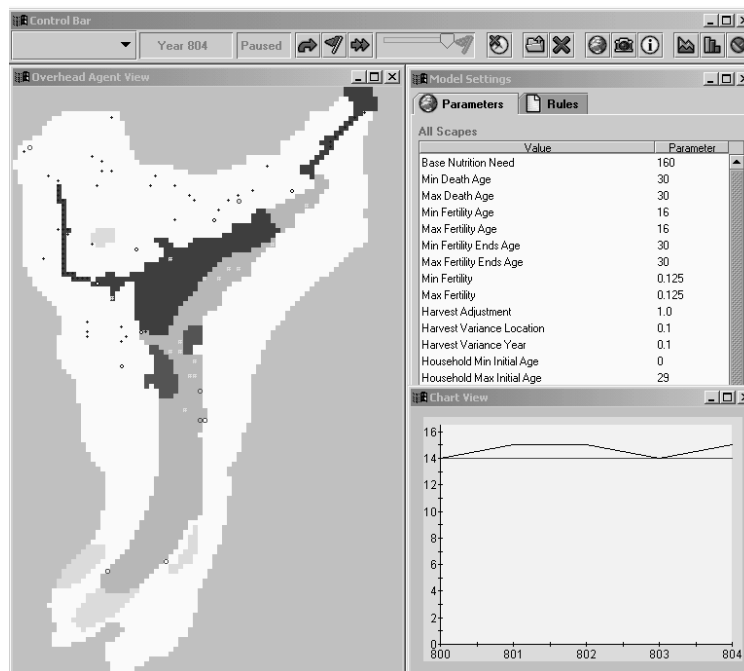 Control Bar
Year 804
Paused
Overhead Agent View
Model Settings
Parameters
Rules
All Scapes
Value Parameter
Base Nutrition Need 160
Min Death Age 30
Max Death Age 30
Min Fertility Age 16
Max Fertility Age 16
Min Fertility Ends Age 30
Max Fertility Ends Age 30
Min Fertility 0.125
Max Fertility 0.125
Harvest Adjustment 1.0
Harvest Variance Location 0.1
Harvest Variance Year 0.1
Household Min Initial Age 0
Household Max Initial Age 29
Chart View
16
14
12
10
8
6
4
2
0
800 801 802 803 804